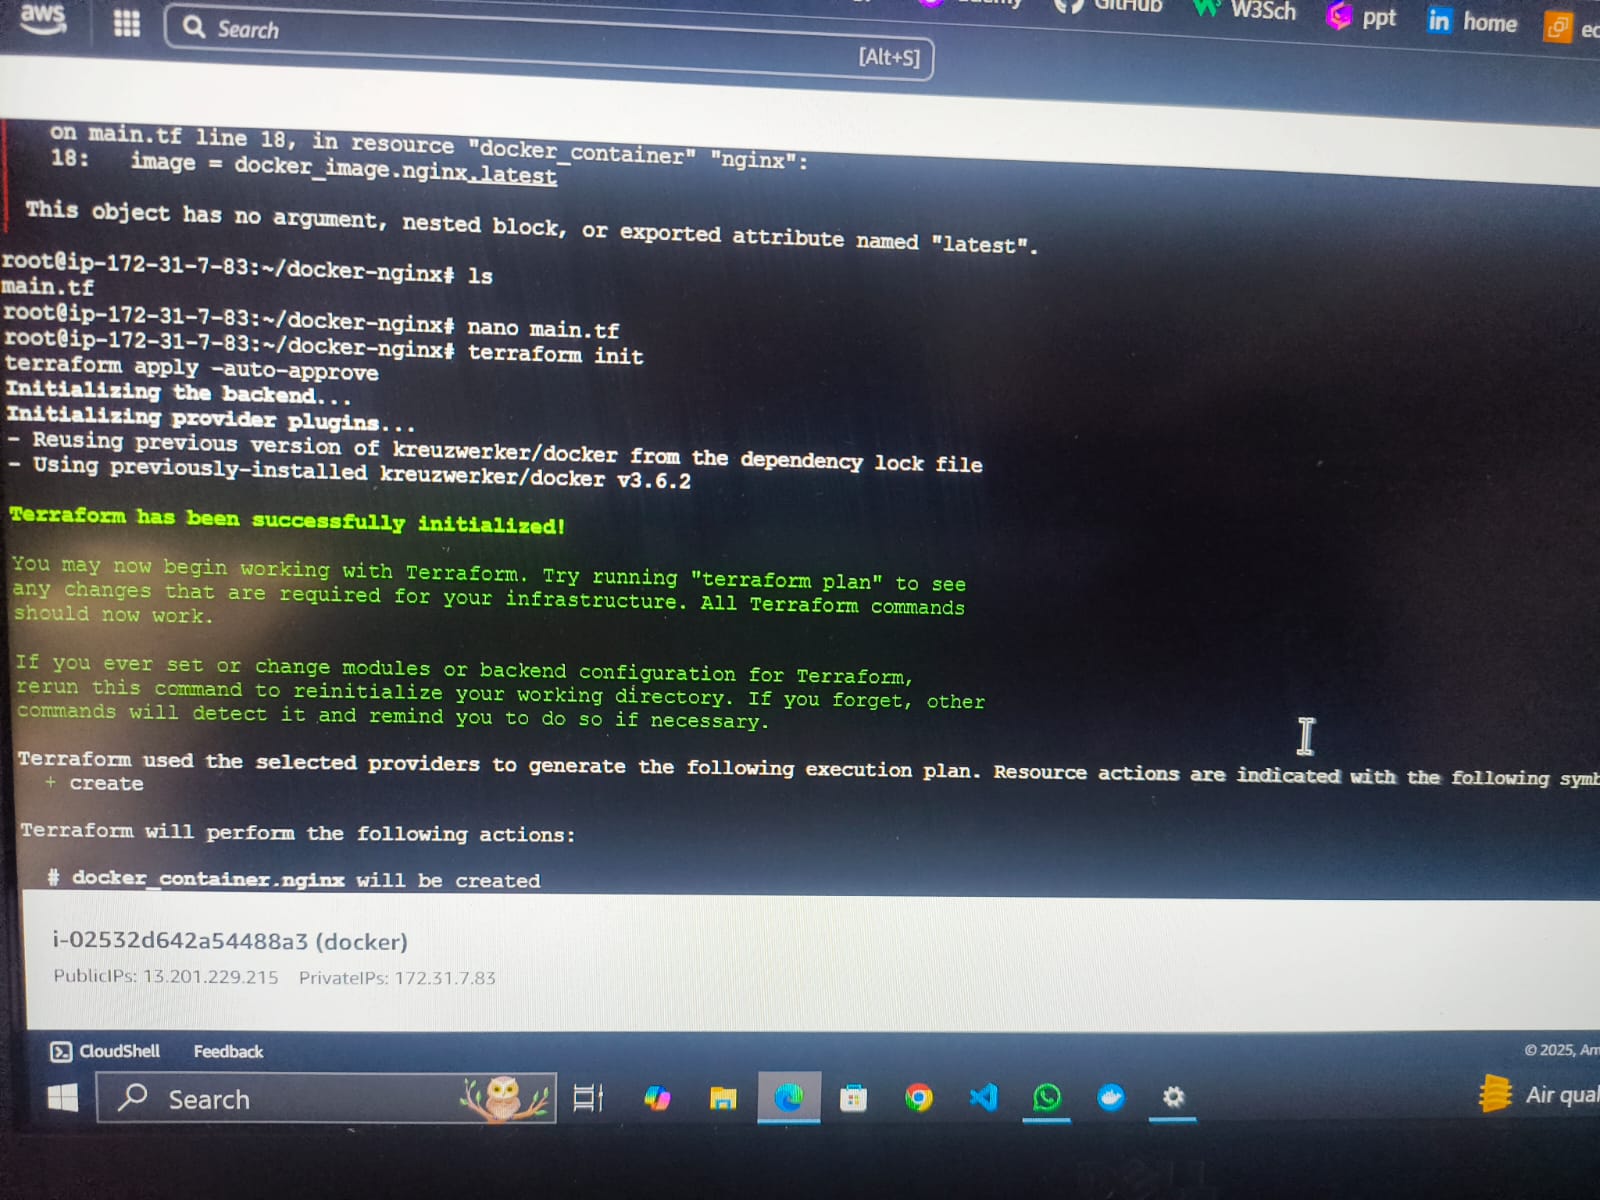 aws
Search
[Alt+S]
GitHub
W3Sch
ppt
in home
on main.tf line 18, in resource "docker_container" "nginx":
18: image = docker_image.nginx.latest
This object has no argument, nested block, or exported attribute named "latest".
root@ip-172-31-7-83:~/docker-nginx# ls
main.tf
root@ip-172-31-7-83:~/docker-nginx# nano main.tf
root@ip-172-31-7-83:~/docker-nginx# terraform init
terraform apply -auto-approve
Initializing the backend...
Initializing provider plugins...
- Reusing previous version of kreuzwerker/docker from the dependency lock file
- Using previously-installed kreuzwerker/docker v3.6.2
Terraform has been successfully initialized!
You may now begin working with Terraform. Try running "terraform plan" to see
any changes that are required for your infrastructure. All Terraform commands
should now work.
If you ever set or change modules or backend configuration for Terraform,
rerun this command to reinitialize your working directory. If you forget, other
commands will detect it and remind you to do so if necessary.
Terraform used the selected providers to generate the following execution plan. Resource actions are indicated with the following symb
+ create
Terraform will perform the following actions:
# docker_container.nginx will be created
i-02532d642a54488a3 (docker)
PublicIPs: 13.201.229.215 PrivateIPs: 172.31.7.83
CloudShell Feedback
© 2025, Am
Search
Air qual